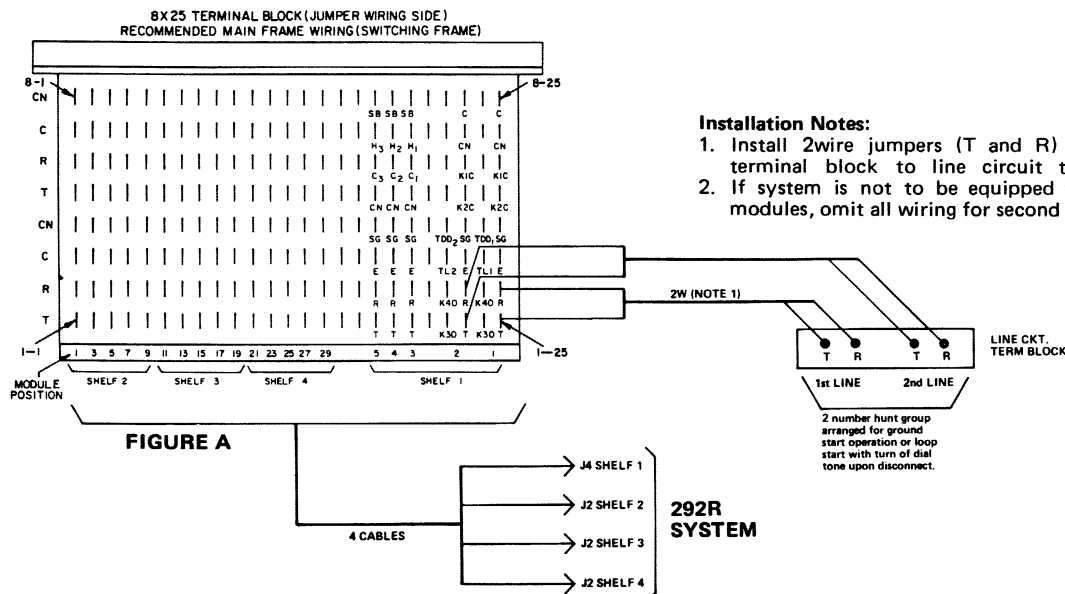 8X25 TERMINAL BLOCK (JUMPER WIRING SIDE)
RECOMMENDED MAIN FRAME WIRING (SWITCHING FRAME)
8-1
8-25
CN
C
R
T
CN
C
R
T
SB SB SB C C
H3 H2 H1 CN CN
C3 C2 C1 K1C K1C
CN CN CN K2C K2C
SG SG SG TDD2 SG TDD1 SG
E E E TL2 E TL1 E
R R R K40 R K40 R
T T T K30 T K30 T
1-1
1-25
MODULE POSITION
1 3 5 7 9 11 13 15 17 19 21 23 25 27 29 5 4 3 2 1
SHELF 2 SHELF 3 SHELF 4 SHELF 1
FIGURE A
4 CABLES
J4 SHELF 1
J2 SHELF 2
J2 SHELF 3
J2 SHELF 4
292R
SYSTEM
Installation Notes:
1. Install 2wire jumpers (T and R)
terminal block to line circuit t
2. If system is not to be equipped
modules, omit all wiring for second
2W (NOTE 1)
T R T R
LINE CKT.
TERM BLOCK
1st LINE 2nd LINE
2 number hunt group
arranged for ground
start operation or loop
start with turn of dial
tone upon disconnect.